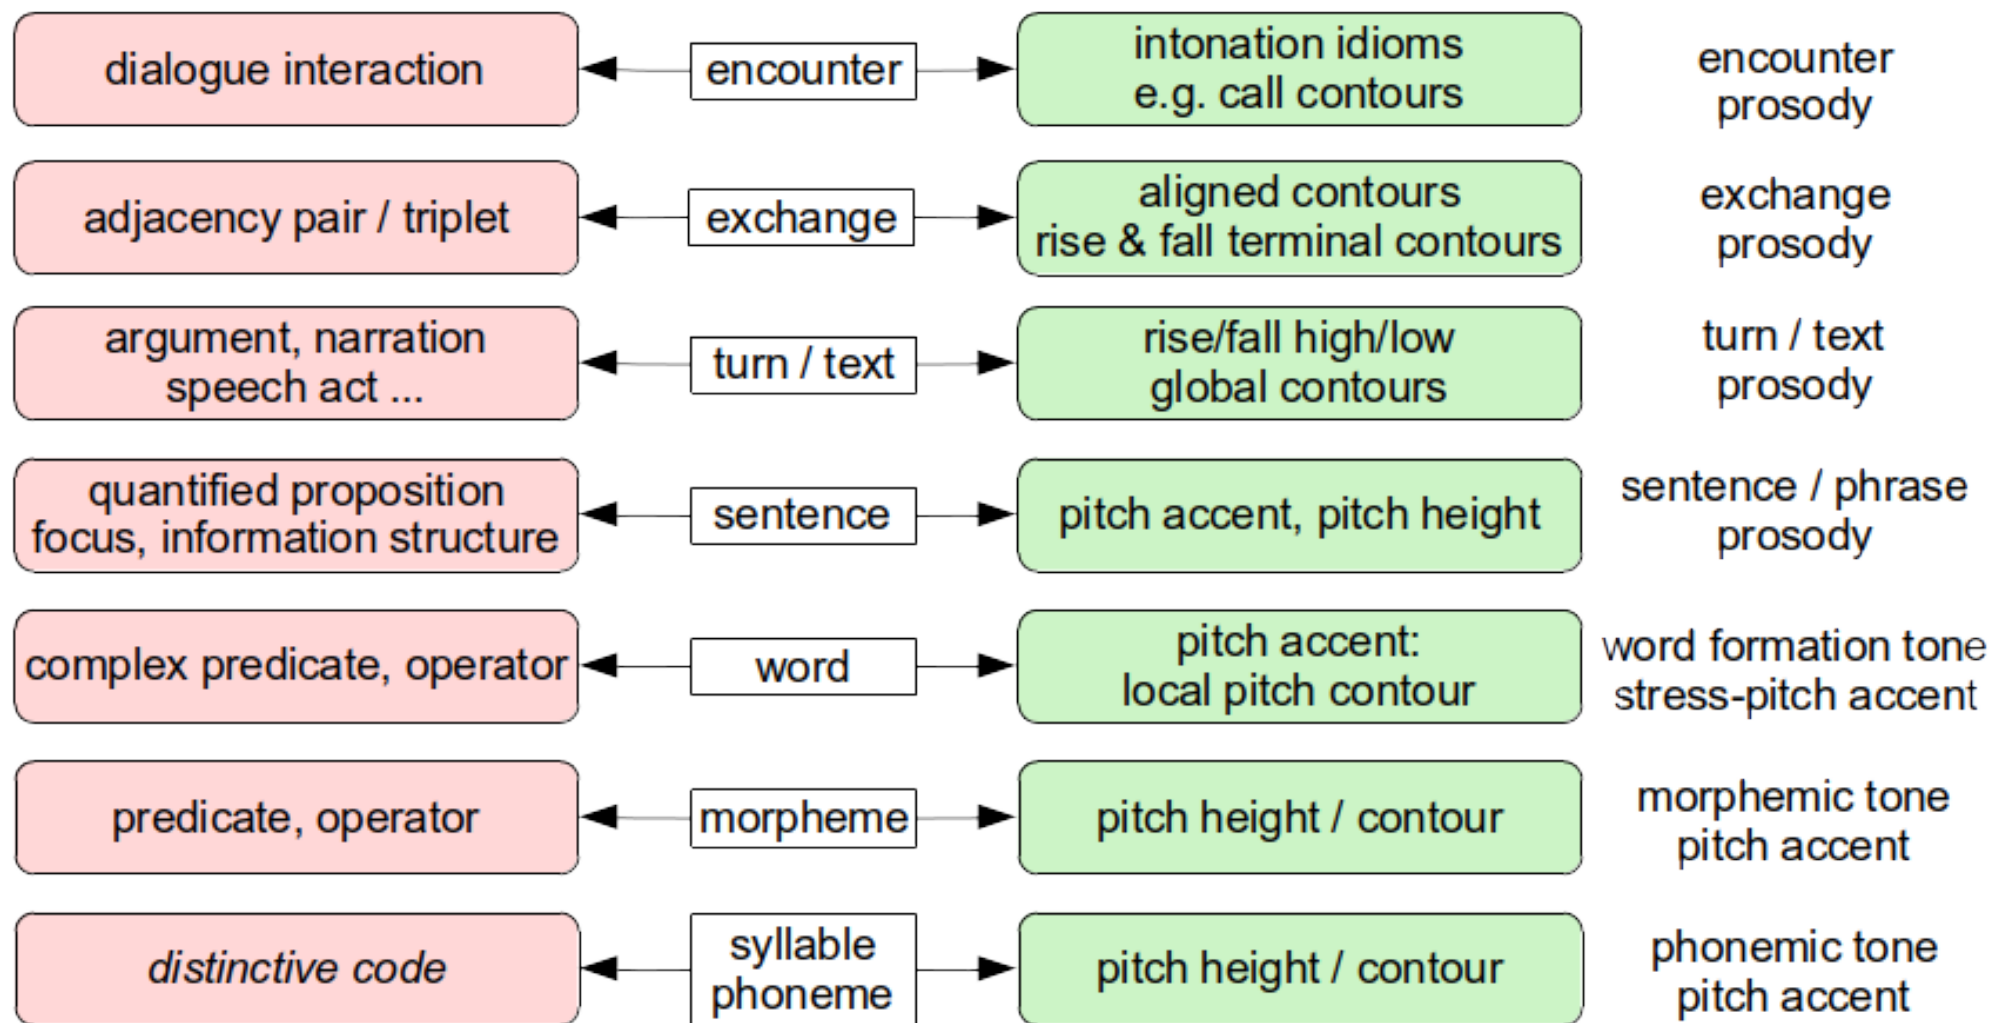 dialogue interaction
encounter
intonation idioms
e.g. call contours
encounter
prosody
adjacency pair / triplet
exchange
aligned contours
rise & fall terminal contours
exchange
prosody
argument, narration
speech act ...
turn / text
rise/fall high/low
global contours
turn / text
prosody
quantified proposition
focus, information structure
sentence
pitch accent, pitch height
sentence / phrase
prosody
complex predicate, operator
word
pitch accent:
local pitch contour
word formation tone
stress-pitch accent
predicate, operator
morpheme
pitch height / contour
morphemic tone
pitch accent
distinctive code
syllable
phoneme
pitch height / contour
phonemic tone
pitch accent